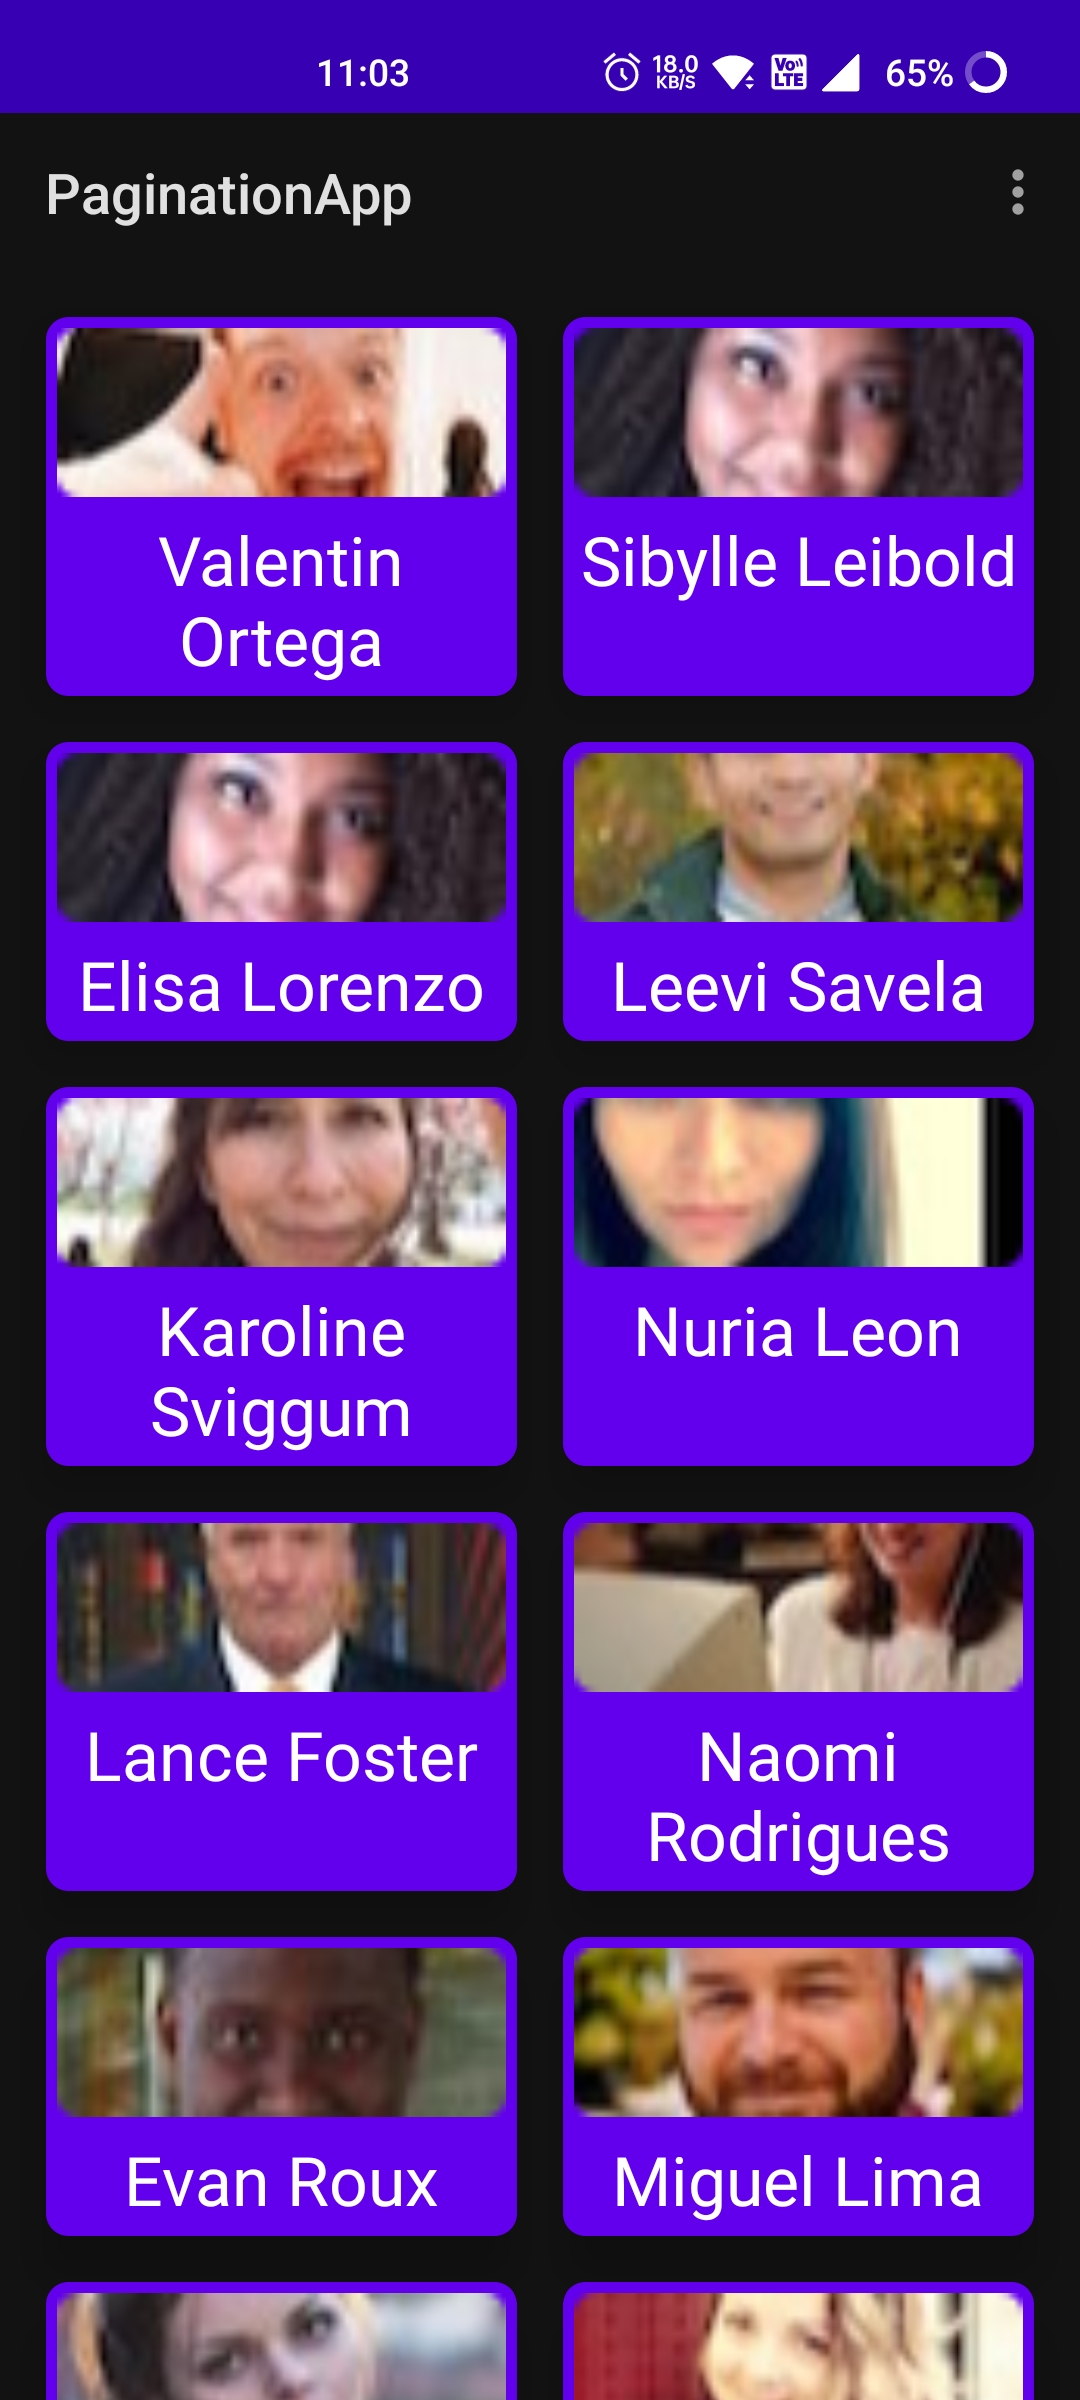 11:03
18.0
KB/S
Vo))
LTE
65%
PaginationApp
Valentin
Ortega
Sibylle Leibold
Elisa Lorenzo
Leevi Savela
Karoline
Sviggum
Nuria Leon
Lance Foster
Naomi
Rodrigues
Evan Roux
Miguel Lima